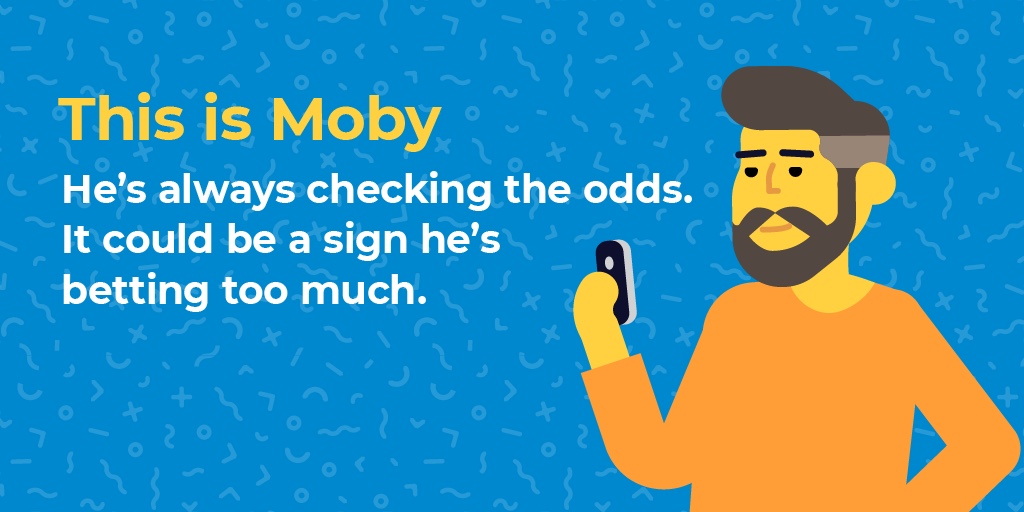 This is Moby
He’s always checking the odds.
It could be a sign he’s
betting too much.